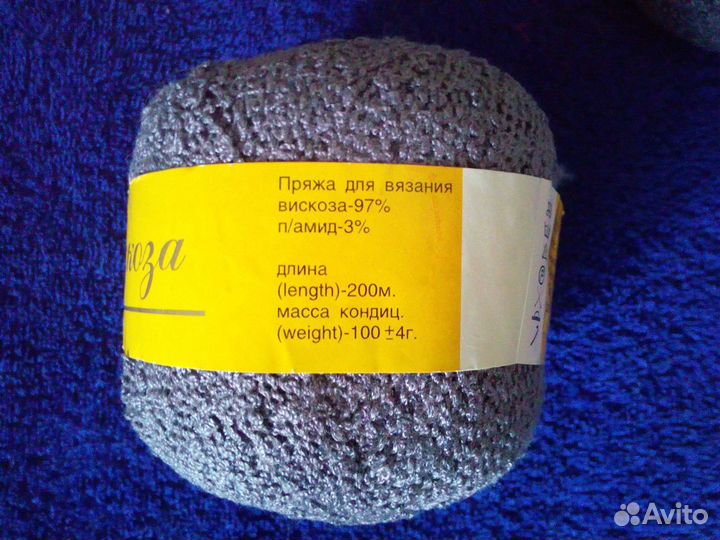 Пряжа для вязания
вискоза-97%
п/амид-3%
длина
(length)-200м.
масса кондиц.
(weight)-100 ±4г.
Avito